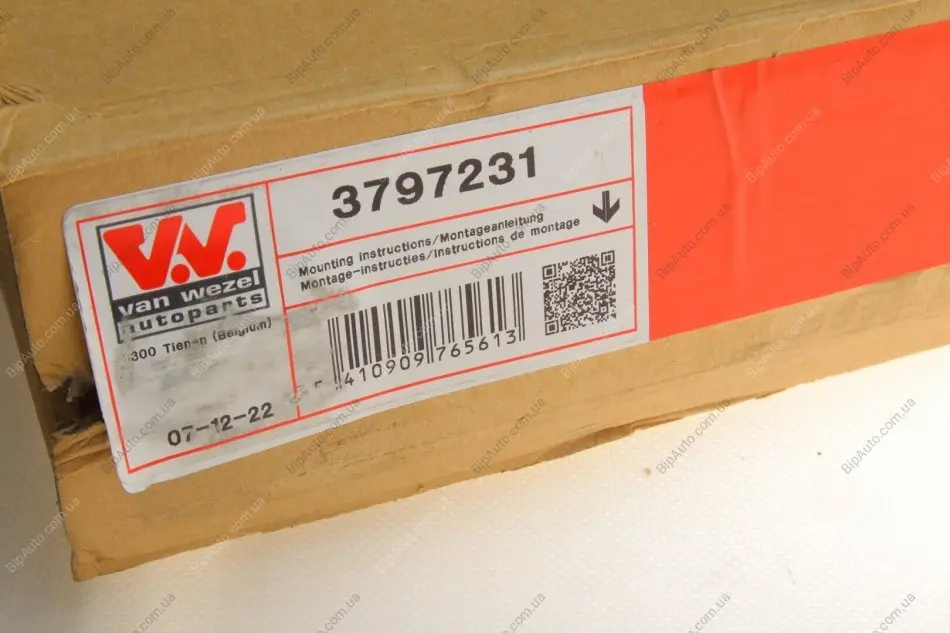 3797231
Mounting instructions/Montageanleitung
Montage-instructies/Instructions de montage
V.W.
van wezel
autoparts
300 Tienen (Belgium)
410909 765613
07-12-22
BipAuto.com.ua